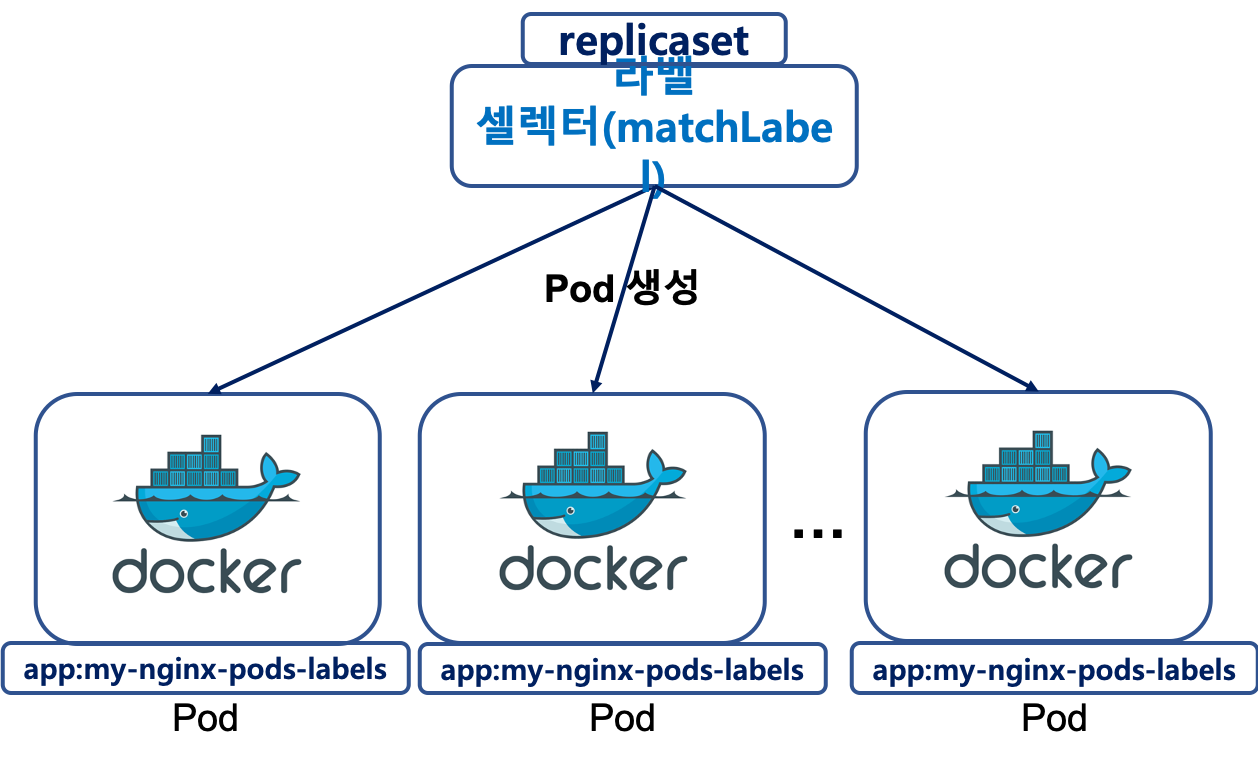 replicaset
라벨
셀렉터(matchLabe
l)
Pod 생성
docker
docker
...
docker
app:my-nginx-pods-labels
app:my-nginx-pods-labels
app:my-nginx-pods-labels
Pod
Pod
Pod